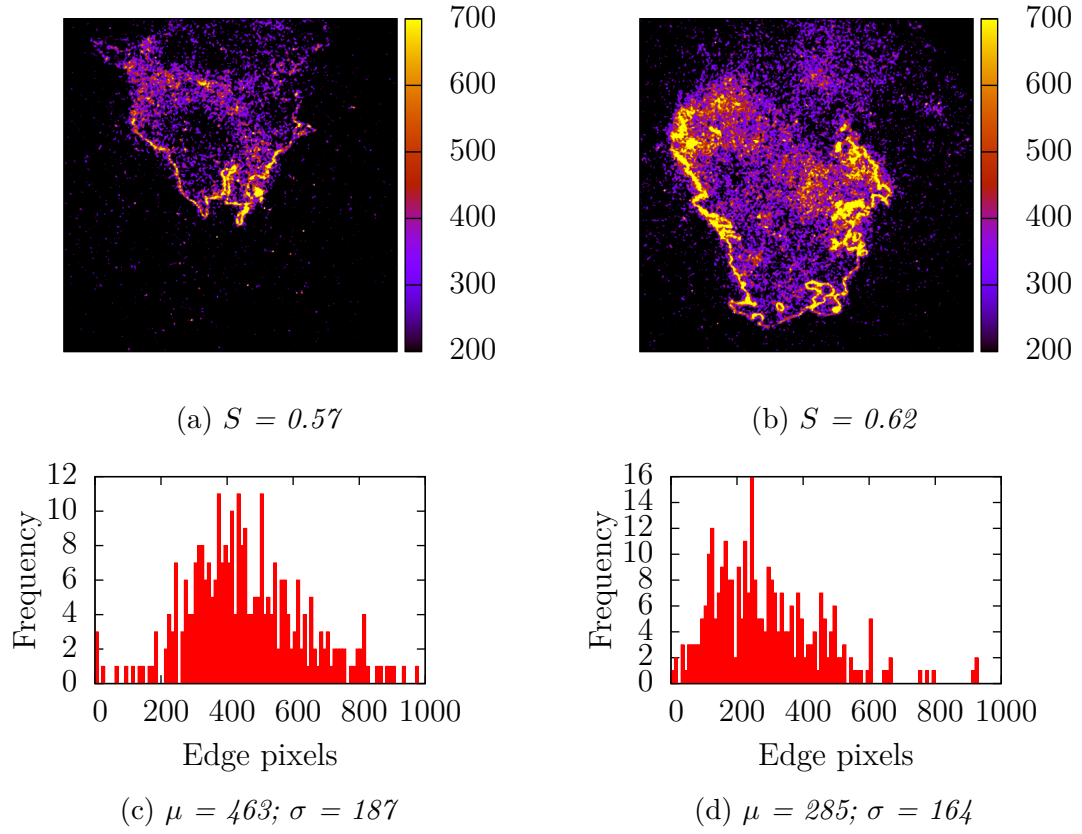 700
600
500
400
300
200
(a) S = 0.57
700
600
500
400
300
200
(b) S = 0.62
12
10
8
6
4
2
0
Frequency
0 200 400 600 800 1000
Edge pixels
(c) μ = 463; σ = 187
16
14
12
10
8
6
4
2
0
Frequency
0 200 400 600 800 1000
Edge pixels
(d) μ = 285; σ = 164